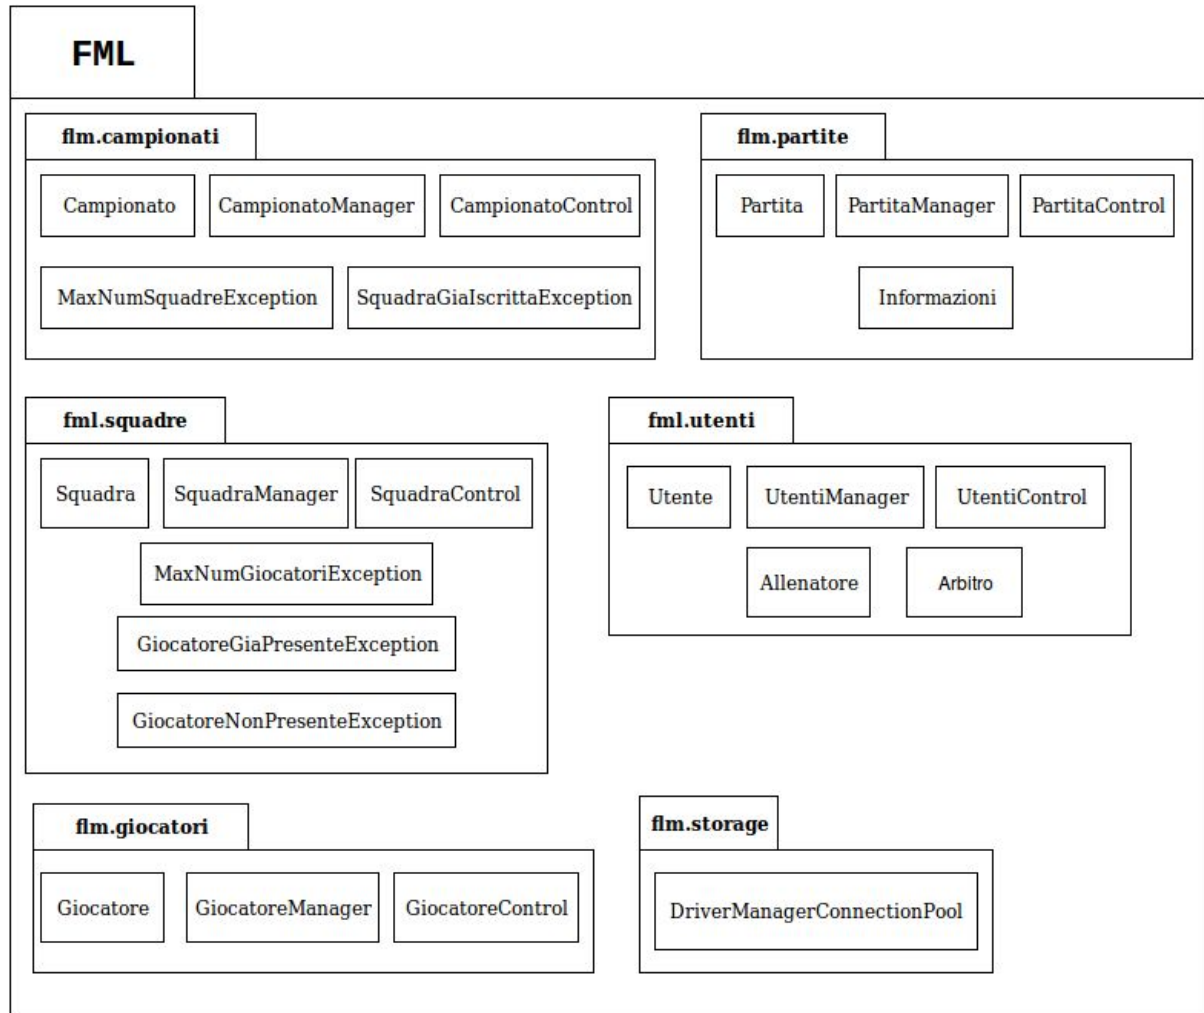 FML
flm.campionati
Campionato
CampionatoManager
CampionatoControl
MaxNumSquadreException
SquadraGiaIscrittaException
flm.partite
Partita
PartitaManager
PartitaControl
Informazioni
fml.squadre
Squadra
SquadraManager
SquadraControl
MaxNumGiocatoriException
GiocatoreGiaPresenteException
GiocatoreNonPresenteException
fml.utenti
Utente
UtentiManager
UtentiControl
Allenatore
Arbitro
flm.giocatori
Giocatore
GiocatoreManager
GiocatoreControl
flm.storage
DriverManagerConnectionPool